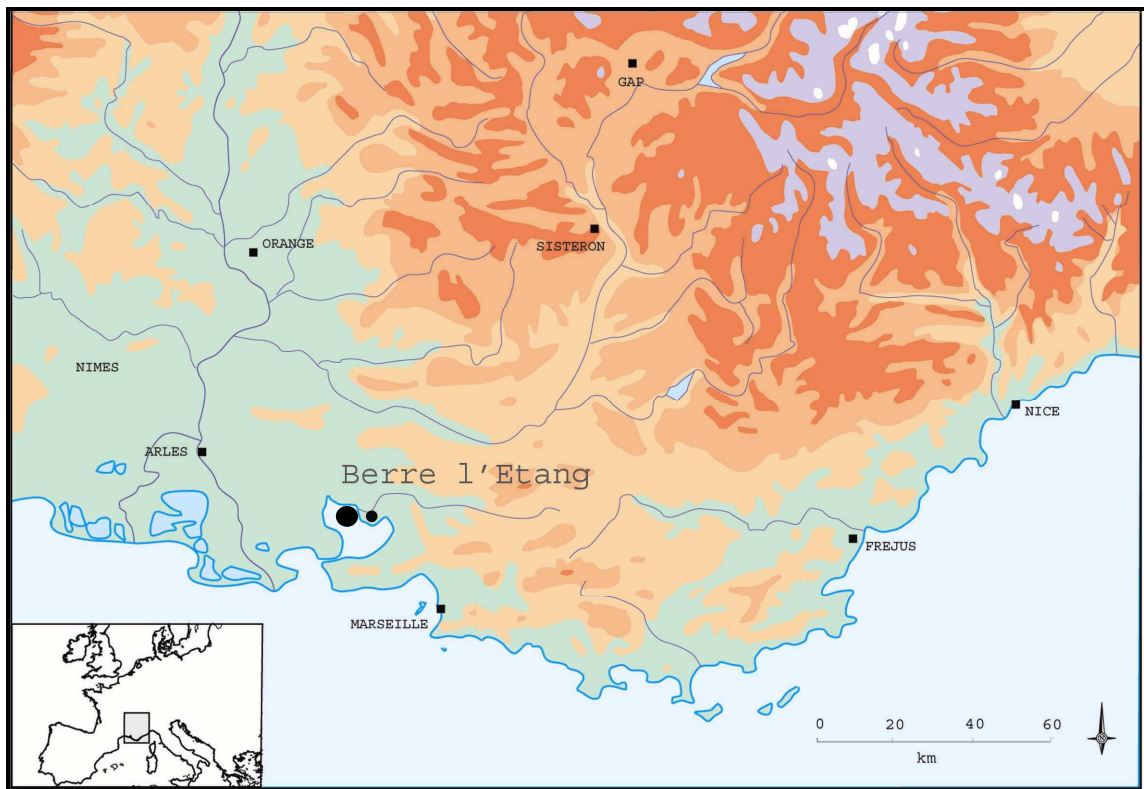 GAP
ORANGE
SISTERON
NIMES
NICE
ARLES
Berre l'Etang
FREJUS
MARSEILLE
0 20 40 60
km
N